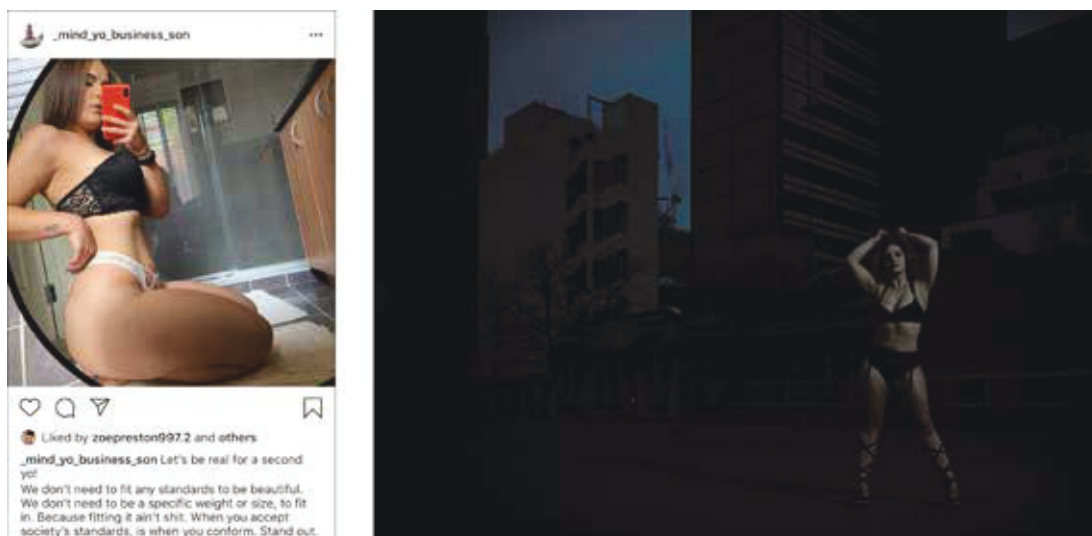 _mind_yo_business_son
Liked by zoepreston997.2 and others
_mind_yo_business_son Let's be real for a second
yo!
We don't need to fit any standards to be beautiful.
We don't need to be a specific weight or size, to fit
in. Because fitting it ain't shit. When you accept
society's standards, is when you conform. Stand out.